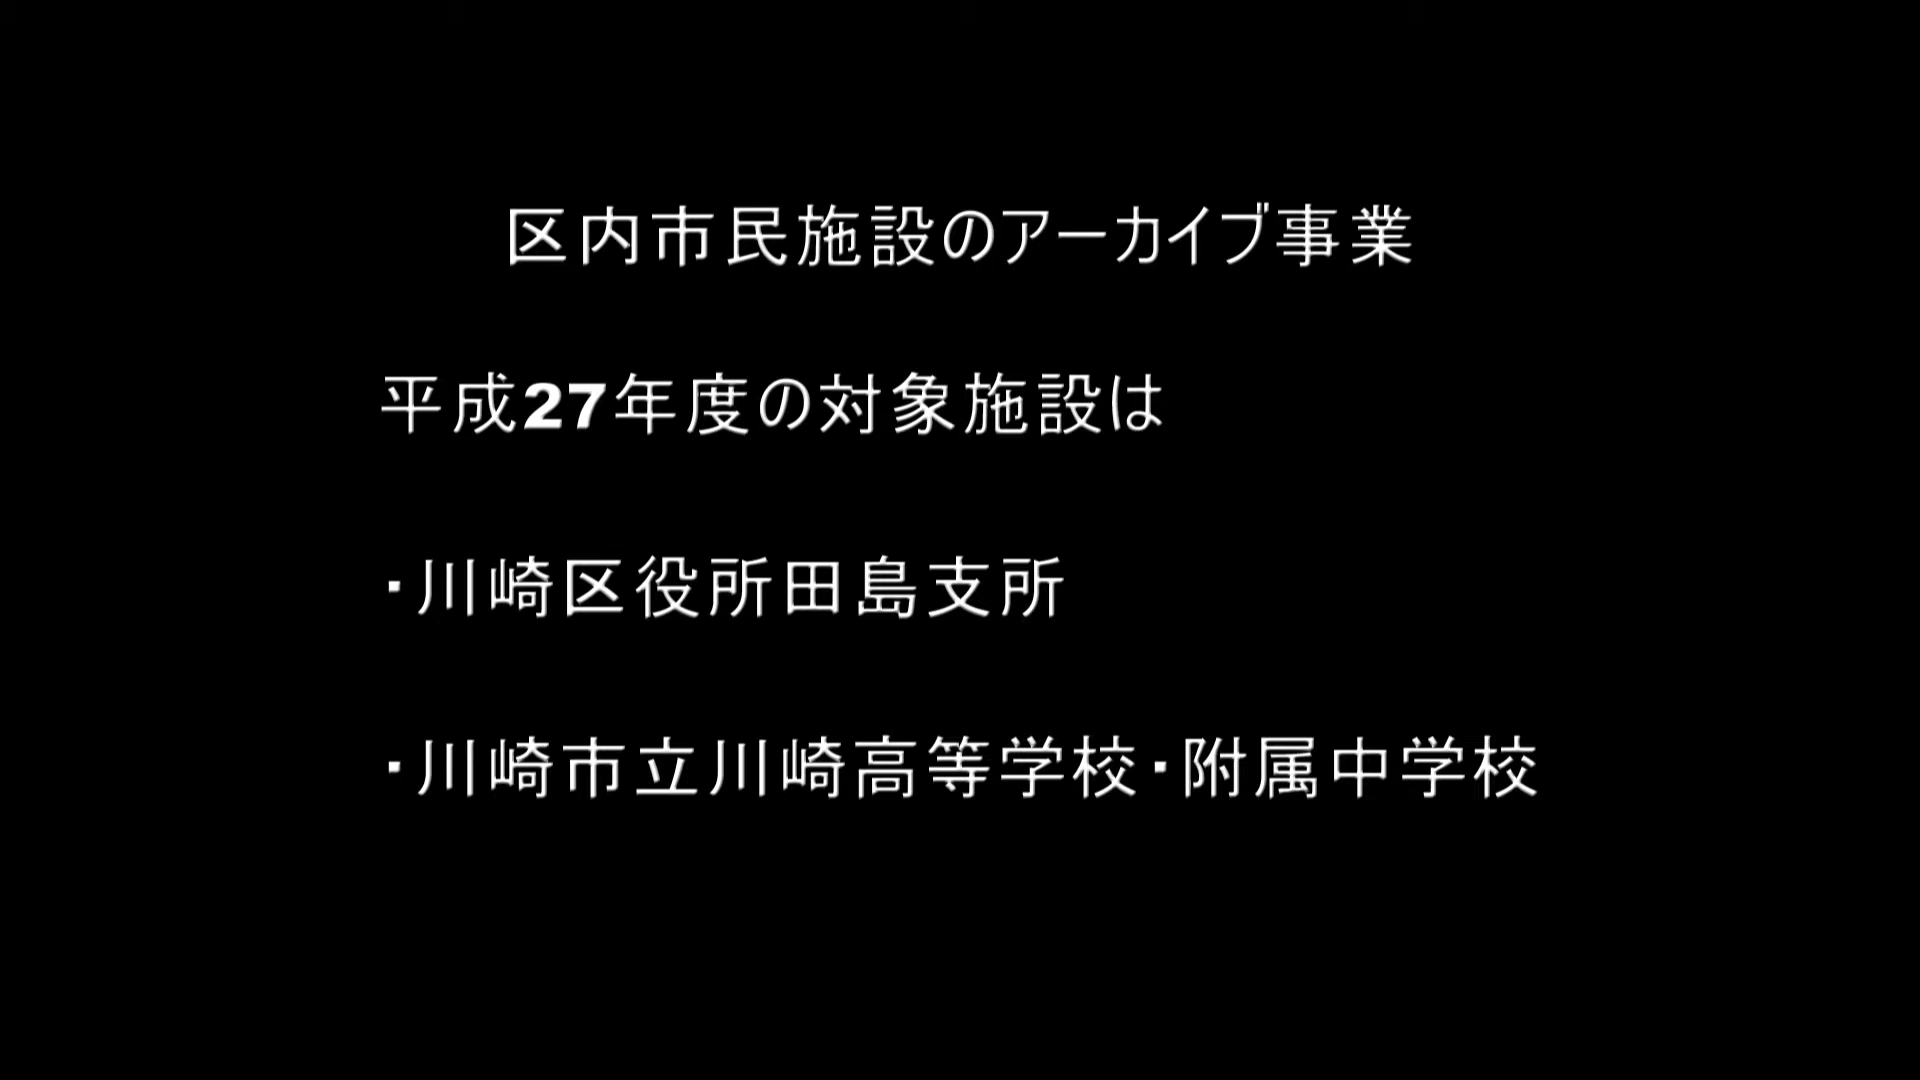 区内市民施設のアーカイブ事業
平成27年度の対象施設は
・川崎区役所田島支所
・川崎市立川崎高等学校・附属中学校